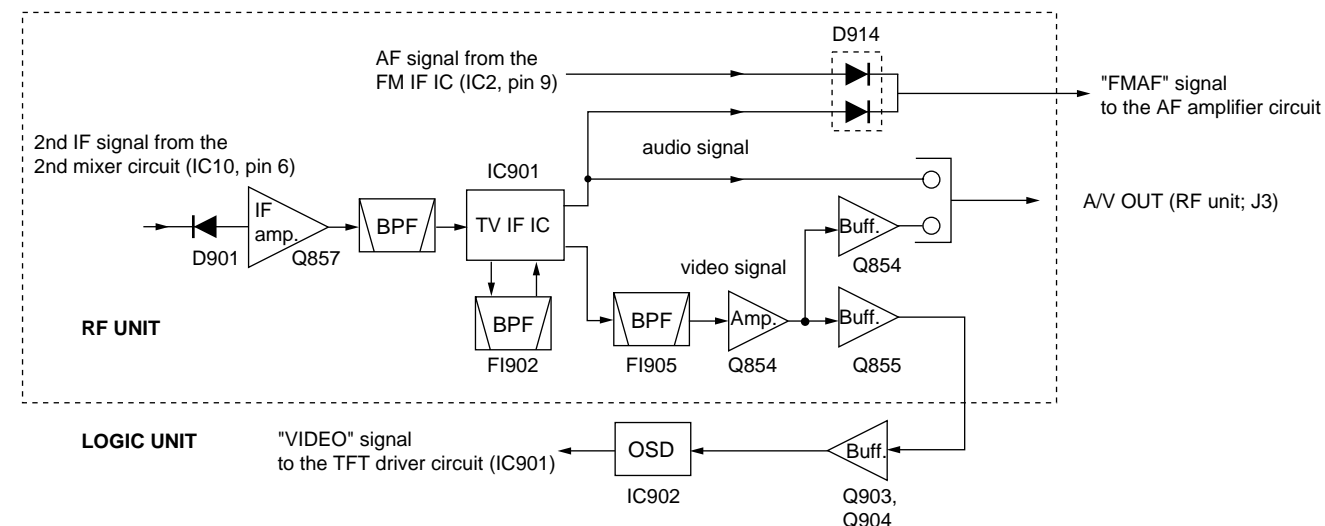 D914
AF signal from the
FM IF IC (IC2, pin 9)
"FMAF" signal
to the AF amplifier circuit
2nd IF signal from the
2nd mixer circuit (IC10, pin 6)
audio signal
IC901
A/V OUT (RF unit; J3)
IF
amp.
BPF
TV IF IC
Buff.
D901
Q857
Q854
video signal
RF UNIT
BPF
BPF
Amp.
Buff.
FI902
FI905
Q854
Q855
LOGIC UNIT
"VIDEO" signal
to the TFT driver circuit (IC901)
OSD
Buff.
IC902
Q903,
Q904